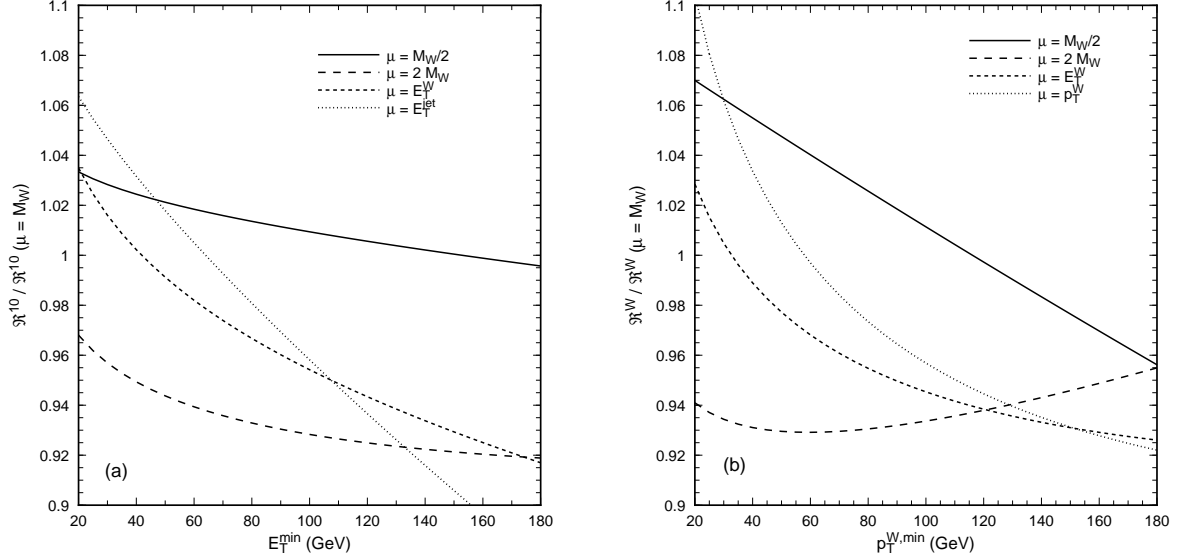 1.1
1.08
1.06
1.04
1.02
1
0.98
0.96
0.94
0.92
0.9
20 40 60 80 100 120 140 160 180
E_T^min (GeV)
ℜ^10 / ℜ^10 (μ = M_W)
μ = M_W/2
μ = 2 M_W
μ = E_T^W
μ = E_T^jet
(a)
1.1
1.08
1.06
1.04
1.02
1
0.98
0.96
0.94
0.92
0.9
20 40 60 80 100 120 140 160 180
p_T^W,min (GeV)
ℜ^W / ℜ^W (μ = M_W)
μ = M_W/2
μ = 2 M_W
μ = E_T^W
μ = p_T^W
(b)